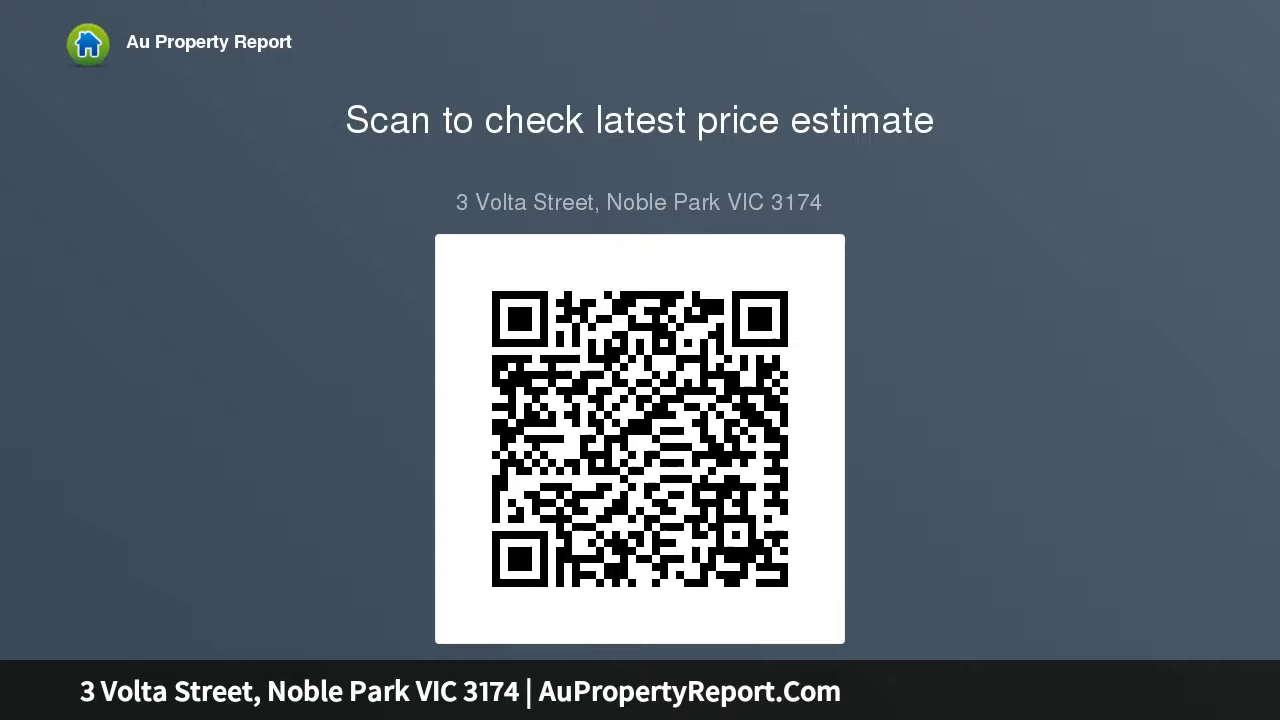 Au Property Report
Scan to check latest price estimate
3 Volta Street, Noble Park VIC 3174
3 Volta Street, Noble Park VIC 3174 | AuPropertyReport.Com